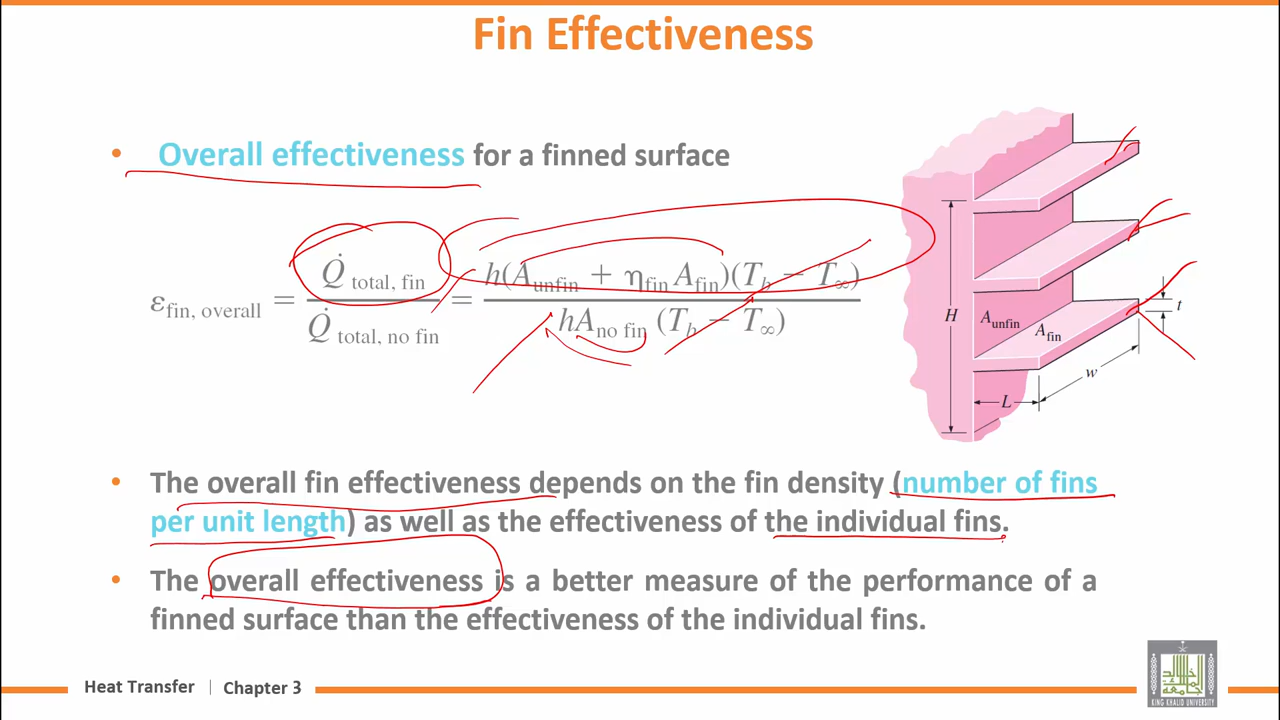 Fin Effectiveness
• Overall effectiveness for a finned surface
ε fin, overall = Q̇ total, fin / Q̇ total, no fin = h(A unfin + η fin A fin)(T b − T ∞) / hA no fin (T b − T ∞)
H
A unfin
A fin
t
w
L
• The overall fin effectiveness depends on the fin density (number of fins
per unit length) as well as the effectiveness of the individual fins.
• The overall effectiveness is a better measure of the performance of a
finned surface than the effectiveness of the individual fins.
Heat Transfer | Chapter 3
KING KHALID UNIVERSITY